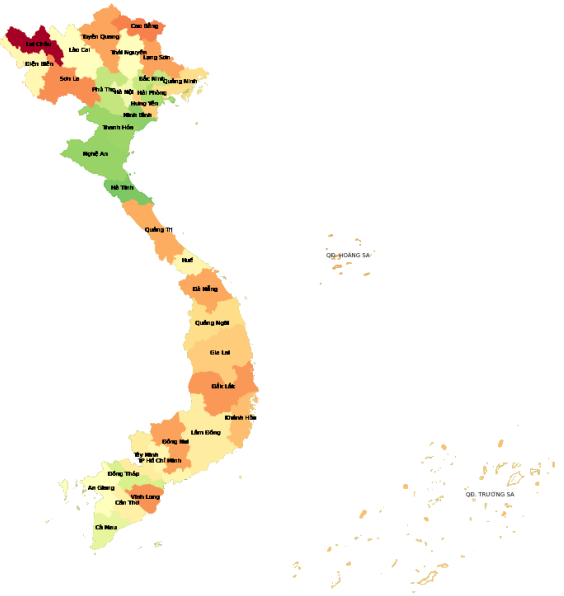 Cao Bằng
Tuyên Quang
Lai Châu
Lào Cai
Thái Nguyên
Lạng Sơn
Điện Biên
Sơn La
Bắc Ninh
Quảng Ninh
Phú Thọ
Hà Nội
Hải Phòng
Hưng Yên
Ninh Bình
Thanh Hóa
Nghệ An
Hà Tĩnh
Quảng Trị
Huế
QĐ. HOÀNG SA
Đà Nẵng
Quảng Ngãi
Gia Lai
Đắk Lắk
Khánh Hòa
Lâm Đồng
Đồng Nai
Tây Ninh
TP Hồ Chí Minh
Đồng Tháp
An Giang
Vĩnh Long
Cần Thơ
QĐ. TRƯỜNG SA
Cà Mau